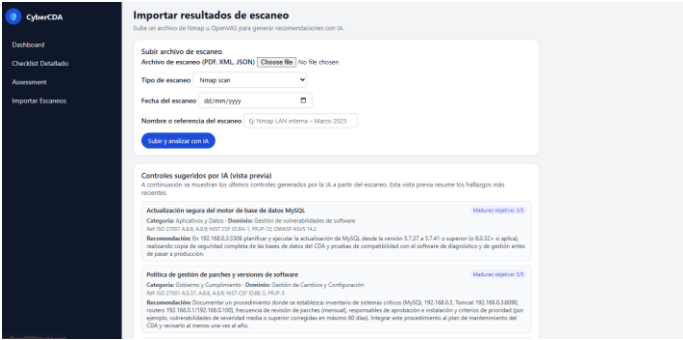 CyberCDA
Dashboard
Checklist Detallado
Assessment
Importar Escaneos
Importar resultados de escaneo
Sube un archivo de Nmap u OpenVAS para generar recomendaciones con IA.
Subir archivo de escaneo
Archivo de escaneo (PDF, XML, JSON) Choose file No file chosen
Tipo de escaneo Nmap scan
Fecha del escaneo dd/mm/yyyy
Nombre o referencia del escaneo Ej: Nmap LAN interna – Marzo 2025
Subir y analizar con IA
Controles sugeridos por IA (vista previa)
A continuación se muestran los últimos controles generados por la IA a partir del escaneo. Esta vista previa resume los hallazgos más
recientes.
Actualización segura del motor de base de datos MySQL Madurez objetivo: 3/5
Categoría: Aplicativos y Datos · Dominio: Gestión de vulnerabilidades de software
Ref: ISO 27001 A.8.8, A.8.9; NIST CSF ID.RA-1, PR.IP-12; OWASP ASVS 14.2
Recomendación: En 192.168.0.3:3306 planificar y ejecutar la actualización de MySQL desde la versión 5.7.37 a 5.7.41 o superior (o 8.0.32+ si aplica),
realizando copia de seguridad completa de las bases de datos del CDA y pruebas de compatibilidad con el software de diagnóstico y de gestión antes
de pasar a producción.
Política de gestión de parches y versiones de software Madurez objetivo: 3/5
Categoría: Gobierno y Cumplimiento · Dominio: Gestión de Cambios y Configuración
Ref: ISO 27001 A.5.37, A.8.8, A.8.9; NIST CSF ID.BE-3, PR.IP-3
Recomendación: Documentar un procedimiento donde se establezca: inventario de sistemas críticos (MySQL 192.168.0.3, Tomcat 192.168.0.3:8090,
routers 192.168.0.1/192.168.0.100), frecuencia de revisión de parches (mensual), responsables de aprobación e instalación y criterios de prioridad (por
ejemplo, vulnerabilidades de severidad media o superior corregidas en máximo 60 días). Integrar este procedimiento al plan de mantenimiento del
CDA y revisarlo al menos una vez al año.